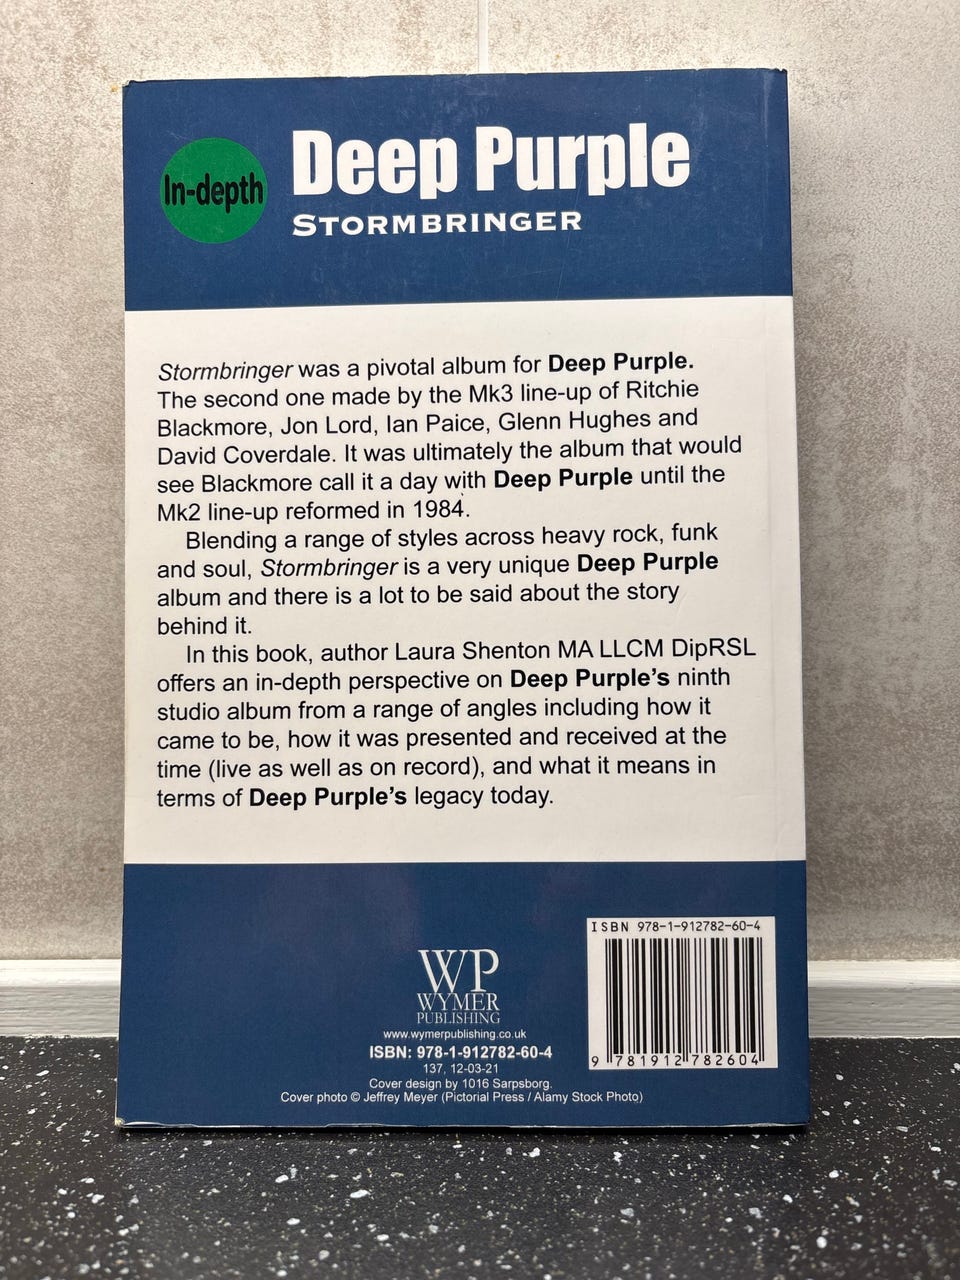 In-depth
Deep Purple
STORMBRINGER
Stormbringer was a pivotal album for Deep Purple.
The second one made by the Mk3 line-up of Ritchie
Blackmore, Jon Lord, Ian Paice, Glenn Hughes and
David Coverdale. It was ultimately the album that would
see Blackmore call it a day with Deep Purple until the
Mk2 line-up reformed in 1984.
Blending a range of styles across heavy rock, funk
and soul, Stormbringer is a very unique Deep Purple
album and there is a lot to be said about the story
behind it.
In this book, author Laura Shenton MA LLCM DipRSL
offers an in-depth perspective on Deep Purple's ninth
studio album from a range of angles including how it
came to be, how it was presented and received at the
time (live as well as on record), and what it means in
terms of Deep Purple's legacy today.
WP
WYMER
PUBLISHING
www.wymerpublishing.co.uk
ISBN: 978-1-912782-60-4
137, 12-03-21
Cover design by 1016 Sarpsborg.
Cover photo © Jeffrey Meyer (Pictorial Press / Alamy Stock Photo)
ISBN 978-1-912782-60-4
9 781912 782604